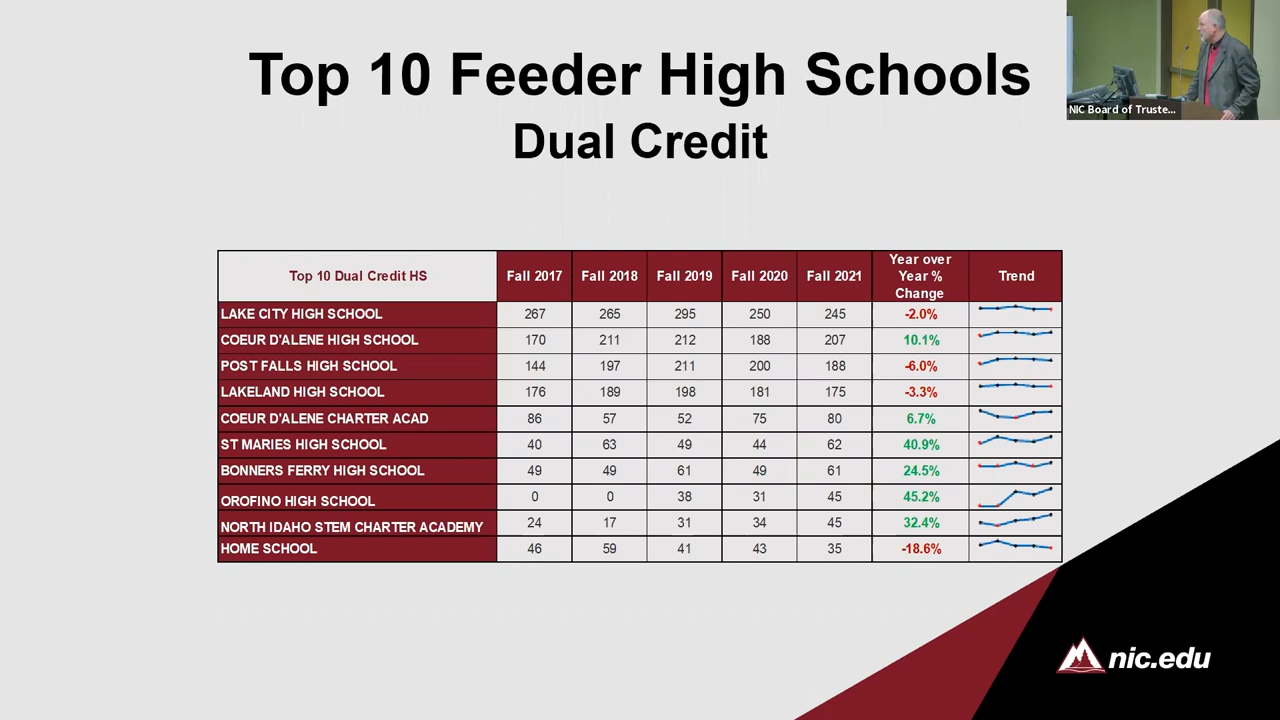 Top 10 Feeder High Schools
Dual Credit
NIC Board of Truste...
Top 10 Dual Credit HS Fall 2017 Fall 2018 Fall 2019 Fall 2020 Fall 2021 Year over Year % Change Trend
LAKE CITY HIGH SCHOOL 267 265 295 250 245 -2.0%
COEUR D'ALENE HIGH SCHOOL 170 211 212 188 207 10.1%
POST FALLS HIGH SCHOOL 144 197 211 200 188 -6.0%
LAKELAND HIGH SCHOOL 176 189 198 181 175 -3.3%
COEUR D'ALENE CHARTER ACAD 86 57 52 75 80 6.7%
ST MARIES HIGH SCHOOL 40 63 49 44 62 40.9%
BONNERS FERRY HIGH SCHOOL 49 49 61 49 61 24.5%
OROFINO HIGH SCHOOL 0 0 38 31 45 45.2%
NORTH IDAHO STEM CHARTER ACADEMY 24 17 31 34 45 32.4%
HOME SCHOOL 46 59 41 43 35 -18.6%
nic.edu